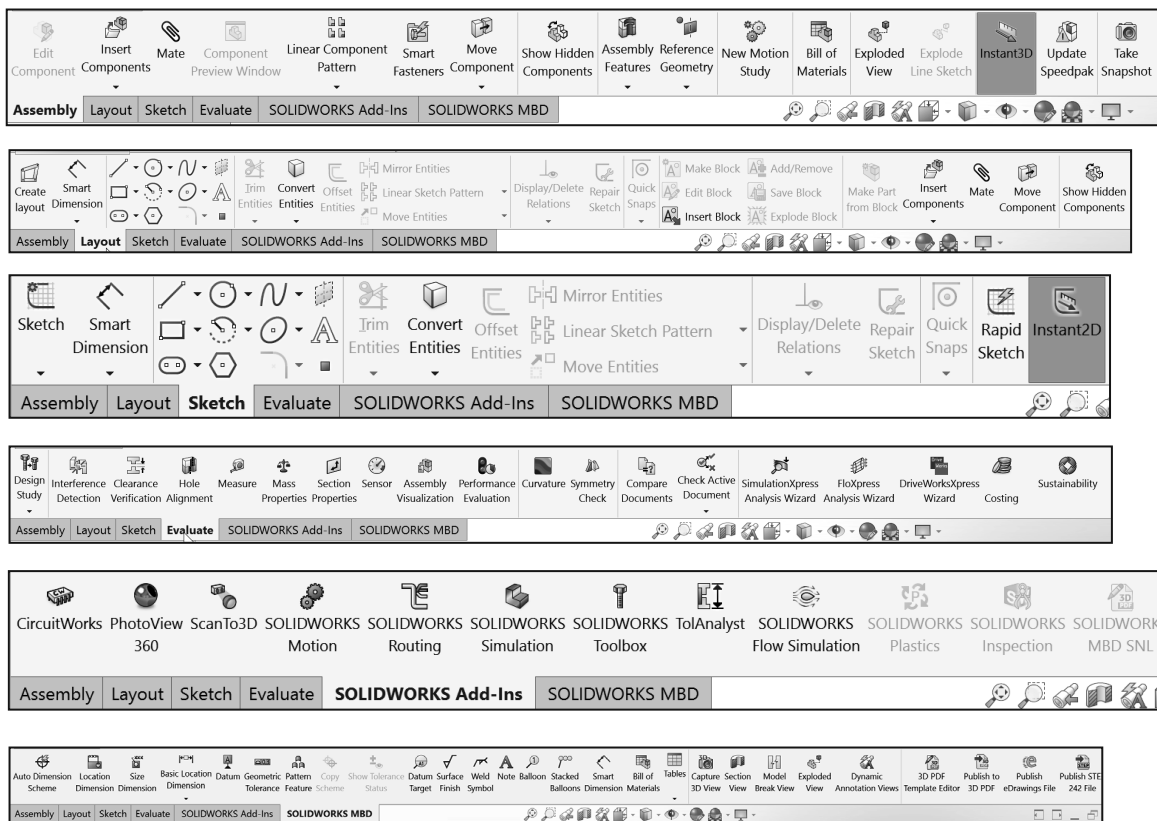 Edit Component
Insert Components
Mate
Component Preview Window
Linear Component Pattern
Smart Fasteners
Move Component
Show Hidden Components
Assembly Features
Reference Geometry
New Motion Study
Bill of Materials
Exploded View
Explode Line Sketch
Instant3D
Update Speedpak
Take Snapshot
Assembly Layout Sketch Evaluate SOLIDWORKS Add-Ins SOLIDWORKS MBD
Create layout
Smart Dimension
Trim Entities
Convert Entities
Offset Entities
Mirror Entities
Linear Sketch Pattern
Move Entities
Display/Delete Relations
Repair Sketch
Quick Snaps
Make Block
Edit Block
Insert Block
Add/Remove
Save Block
Explode Block
Make Part from Block
Insert Components
Mate
Move Component
Show Hidden Components
Assembly Layout Sketch Evaluate SOLIDWORKS Add-Ins SOLIDWORKS MBD
Sketch
Smart Dimension
Trim Entities
Convert Entities
Offset Entities
Mirror Entities
Linear Sketch Pattern
Move Entities
Display/Delete Relations
Repair Sketch
Quick Snaps
Rapid Sketch
Instant2D
Assembly Layout Sketch Evaluate SOLIDWORKS Add-Ins SOLIDWORKS MBD
Design Study
Interference Detection
Clearance Verification
Hole Alignment
Measure
Mass Properties
Section Properties
Sensor
Assembly Visualization
Performance Evaluation
Curvature
Symmetry Check
Compare Documents
Check Active Document
SimulationXpress Analysis Wizard
FloXpress Analysis Wizard
DriveWorksXpress Wizard
Costing
Sustainability
Assembly Layout Sketch Evaluate SOLIDWORKS Add-Ins SOLIDWORKS MBD
CircuitWorks
PhotoView 360
ScanTo3D
SOLIDWORKS Motion
SOLIDWORKS Routing
SOLIDWORKS Simulation
SOLIDWORKS Toolbox
TolAnalyst
SOLIDWORKS Flow Simulation
SOLIDWORKS Plastics
SOLIDWORKS Inspection
SOLIDWORK MBD SNL
Assembly Layout Sketch Evaluate SOLIDWORKS Add-Ins SOLIDWORKS MBD
Auto Dimension Scheme
Location Dimension
Size Dimension
Basic Location Dimension
Datum
Geometric Tolerance
Pattern Feature
Copy Scheme
Show Tolerance Status
Datum Target
Surface Finish
Weld Symbol
Note
Balloon
Stacked Balloons
Smart Dimension
Bill of Materials
Tables
Capture 3D View
Section View
Model Break View
Exploded View
Dynamic Annotation Views
3D PDF Template Editor
Publish to 3D PDF
Publish eDrawings File
Publish STE 242 File
Assembly Layout Sketch Evaluate SOLIDWORKS Add-Ins SOLIDWORKS MBD